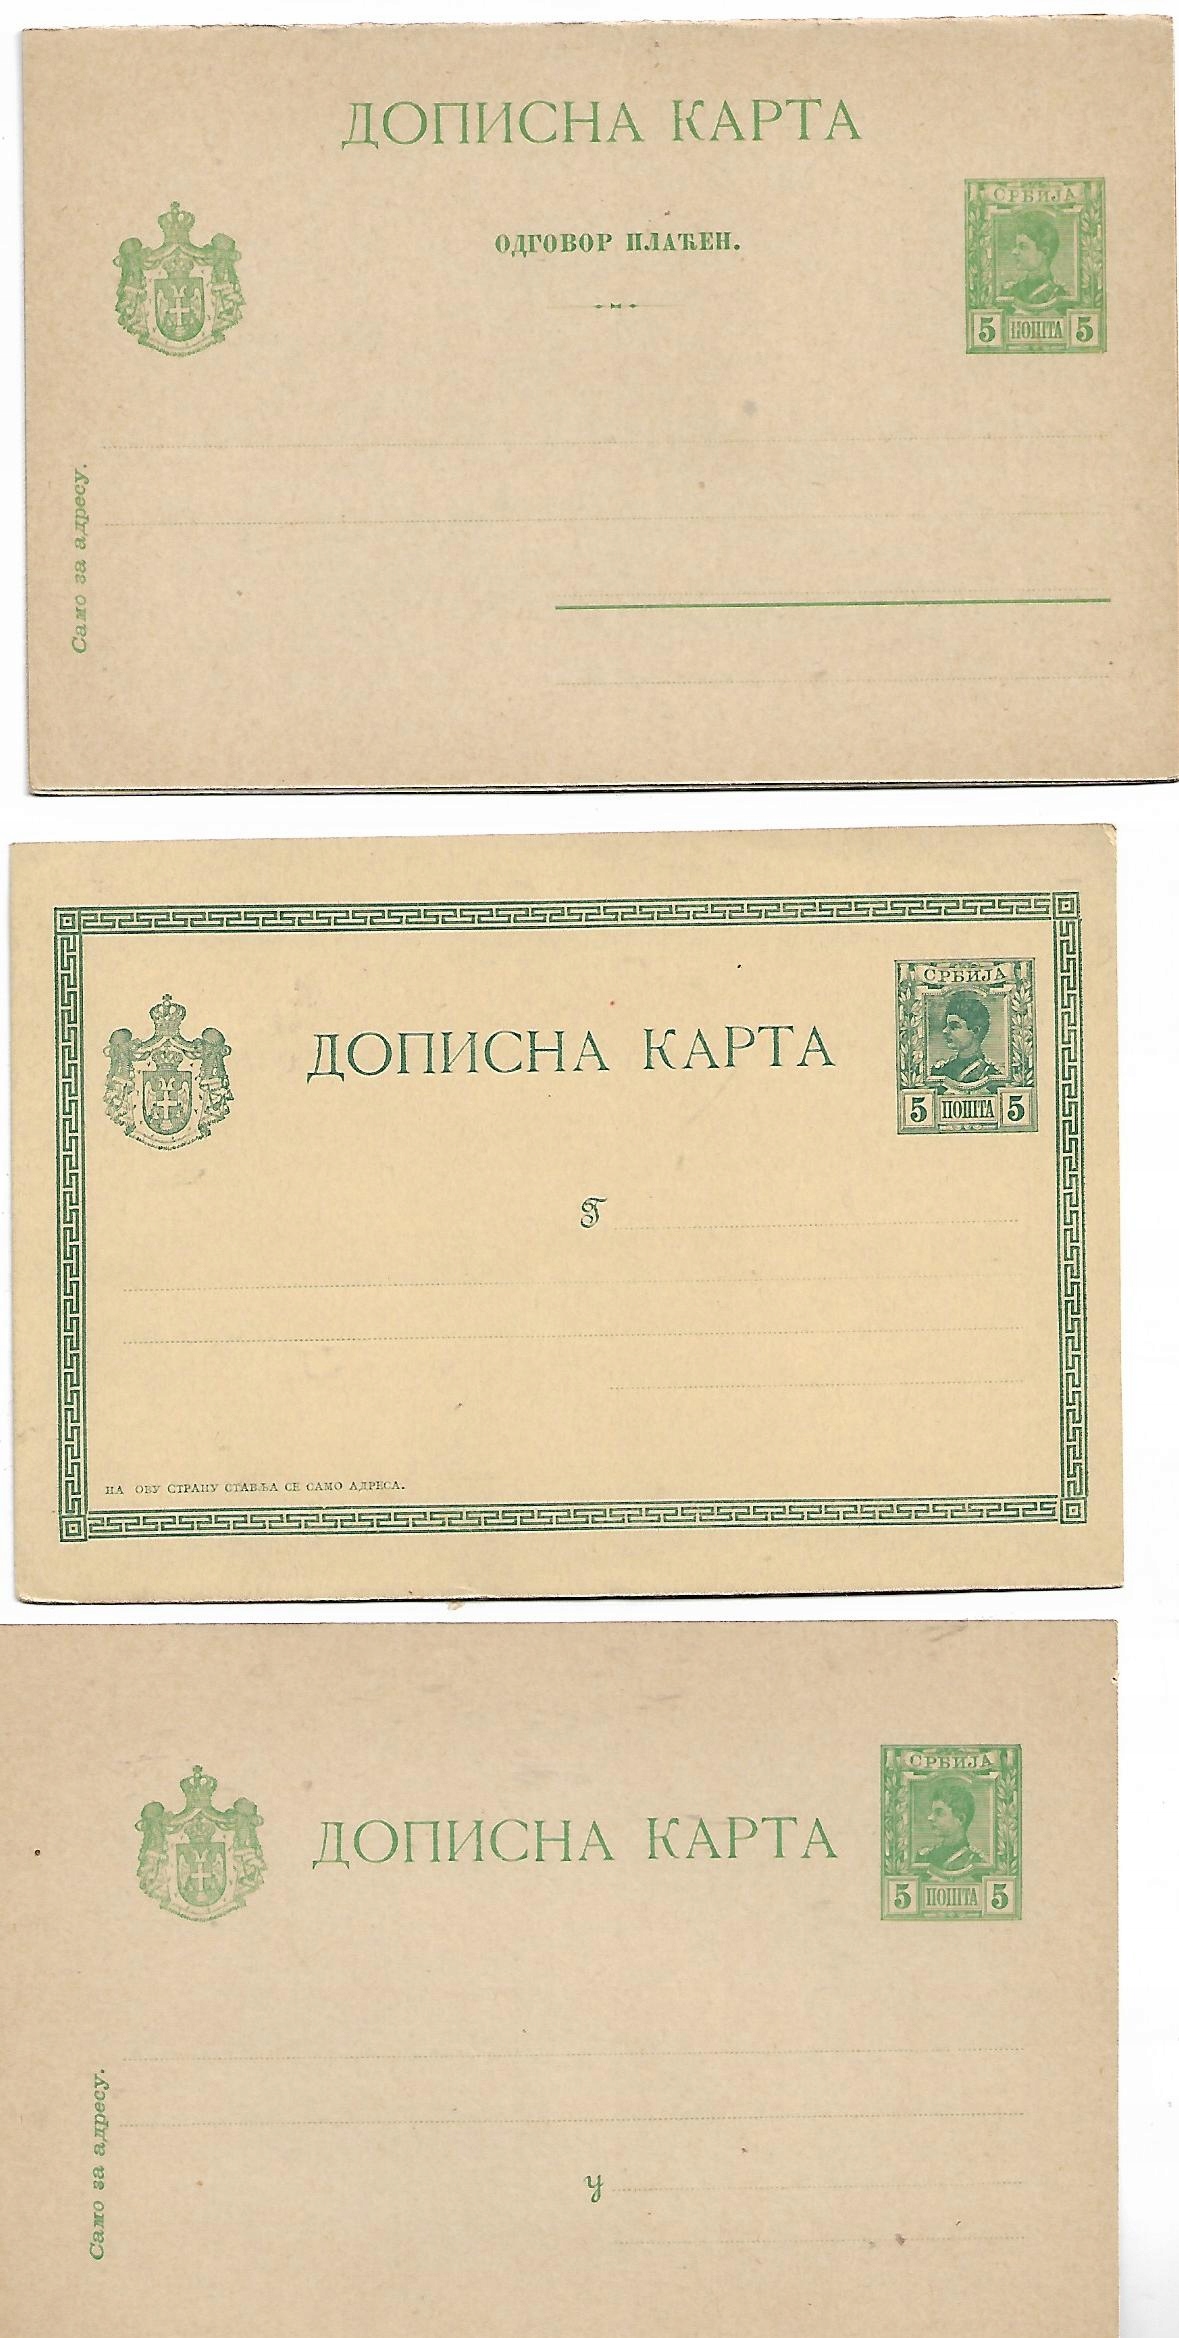 ДОПИСНА КАРТА
СРБИЈА
ОДГОВОР ПЛАЋЕН.
5 ПОШТА 5
Само за адресу.
СРБИЈА
ДОПИСНА КАРТА
5 ПОШТА 5
Г
НА ОВУ СТРАНУ СТАВЉА СЕ САМО АДРЕСА.
СРБИЈА
ДОПИСНА КАРТА
5 ПОШТА 5
Само за адресу.
у